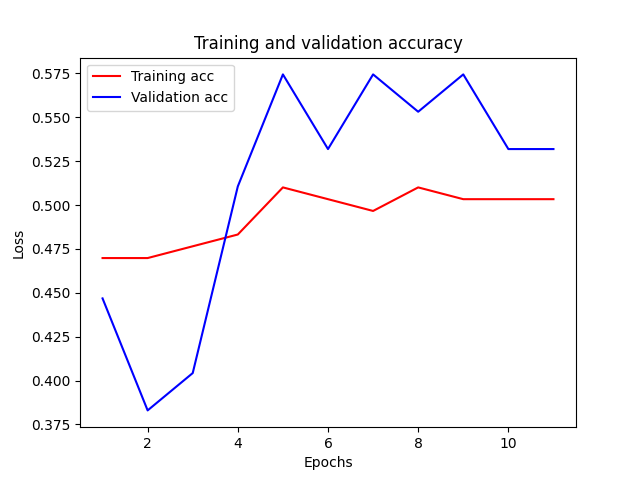 Training and validation accuracy
Training acc
Validation acc
0.575
0.550
0.525
0.500
0.475
0.450
0.425
0.400
0.375
Loss
2 4 6 8 10
Epochs